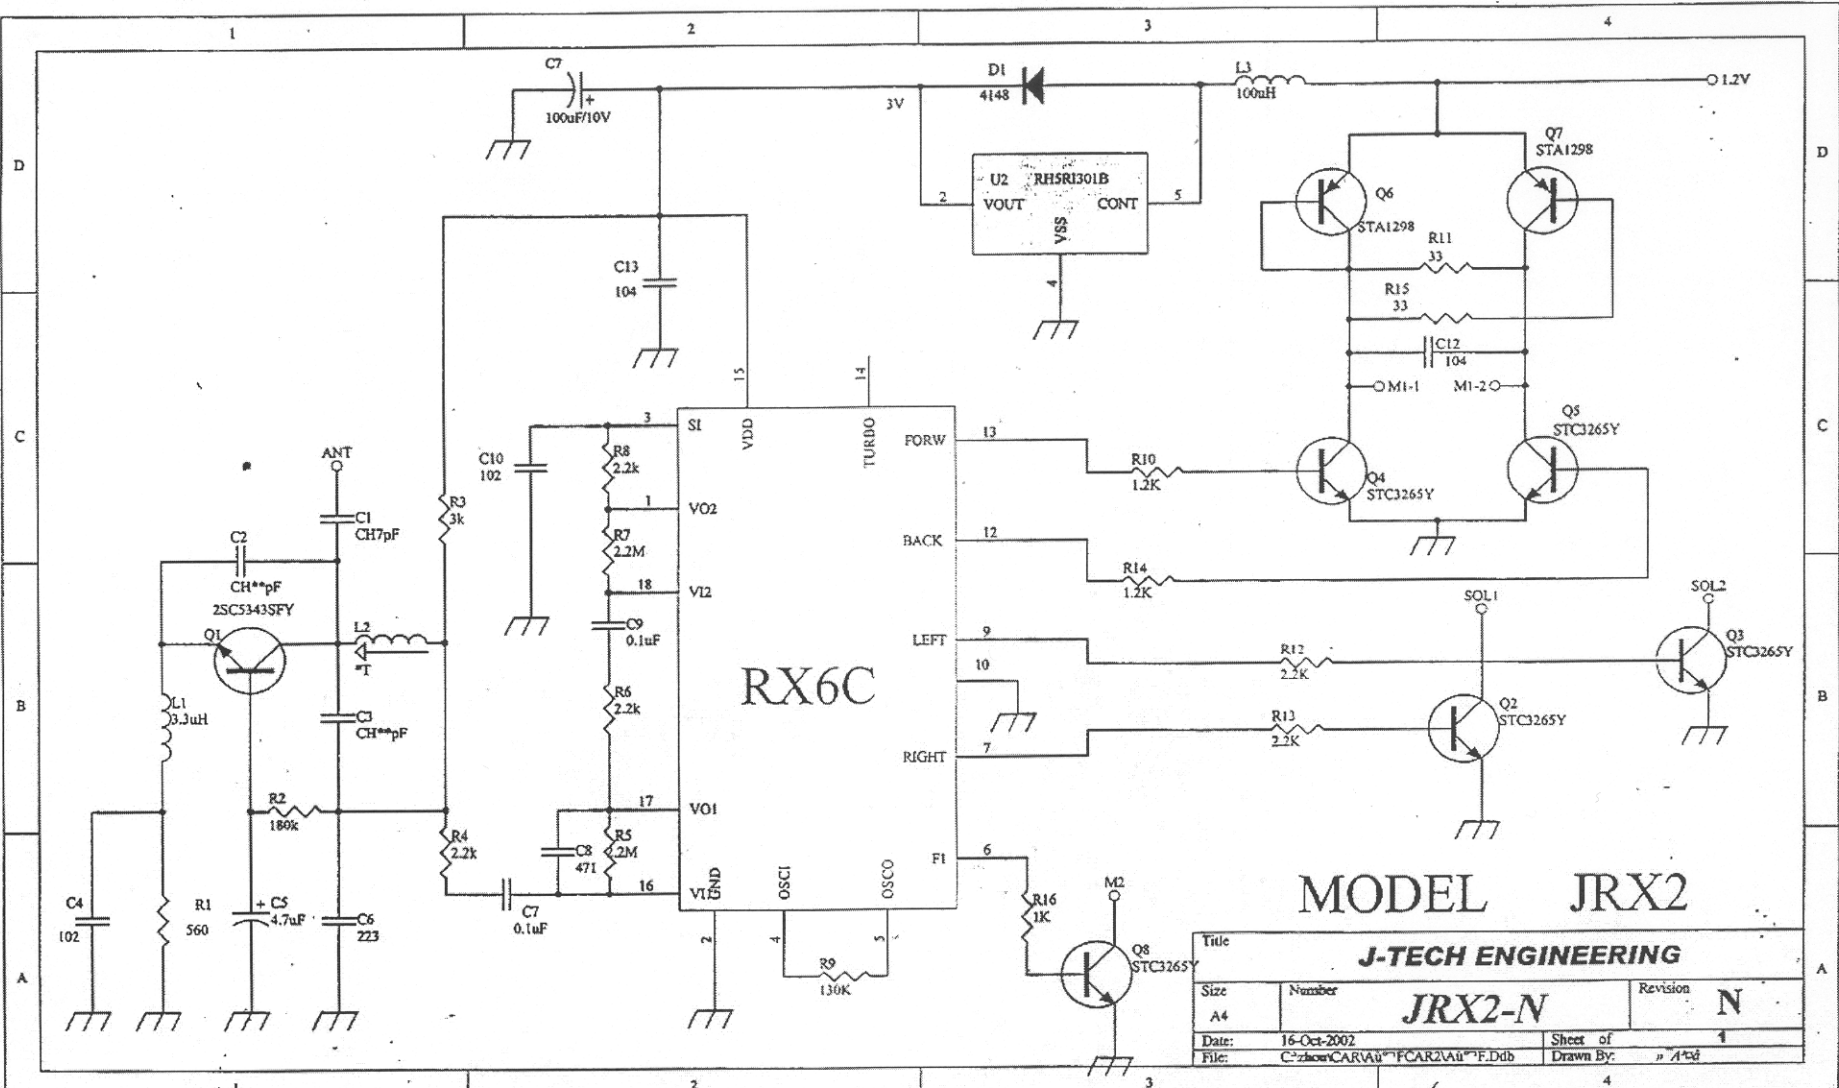 1 2 3 4
D
C
B
A
D
C
B
A
C7
100uF/10V
3V
D1
4148
L3
100uH
1.2V
U2 RH5RI301B
VOUT CONT
VSS
2
5
4
Q6
STA1298
Q7
STA1298
R11
33
R15
33
C12
104
M1-1 M1-2
Q4
STC3265Y
Q5
STC3265Y
C13
104
15
14
VDD
TURBO
3 SI
C10
102
R8
2.2k
1 VO2
R7
2.2M
18 VI2
C9
0.1uF
R6
2.2k
17 VO1
R5
2.2M
C8
471
16
GND
OSCI
OSCO
2
4
5
R9
130K
C7
0.1uF
RX6C
FORW 13
R10
1.2K
BACK 12
R14
1.2K
LEFT 9
10
R12
2.2K
RIGHT 7
R13
2.2K
F1 6
R16
1K
SOL1
SOL2
Q3
STC3265Y
Q2
STC3265Y
M2
Q8
STC3265Y
ANT
C1
CH7pF
C2
CH**pF
2SC5343SFY
Q1
L2
*T
R3
3k
L1
3.3uH
C3
CH**pF
R2
180k
R4
2.2k
C4
102
R1
560
+ C5
4.7uF
C6
223
MODEL JRX2
Title
J-TECH ENGINEERING
Size
A4
Number
JRX2-N
Revision
N
Date: 16-Oct-2002 Sheet of 1
File: Drawn By:
1 2 3 4